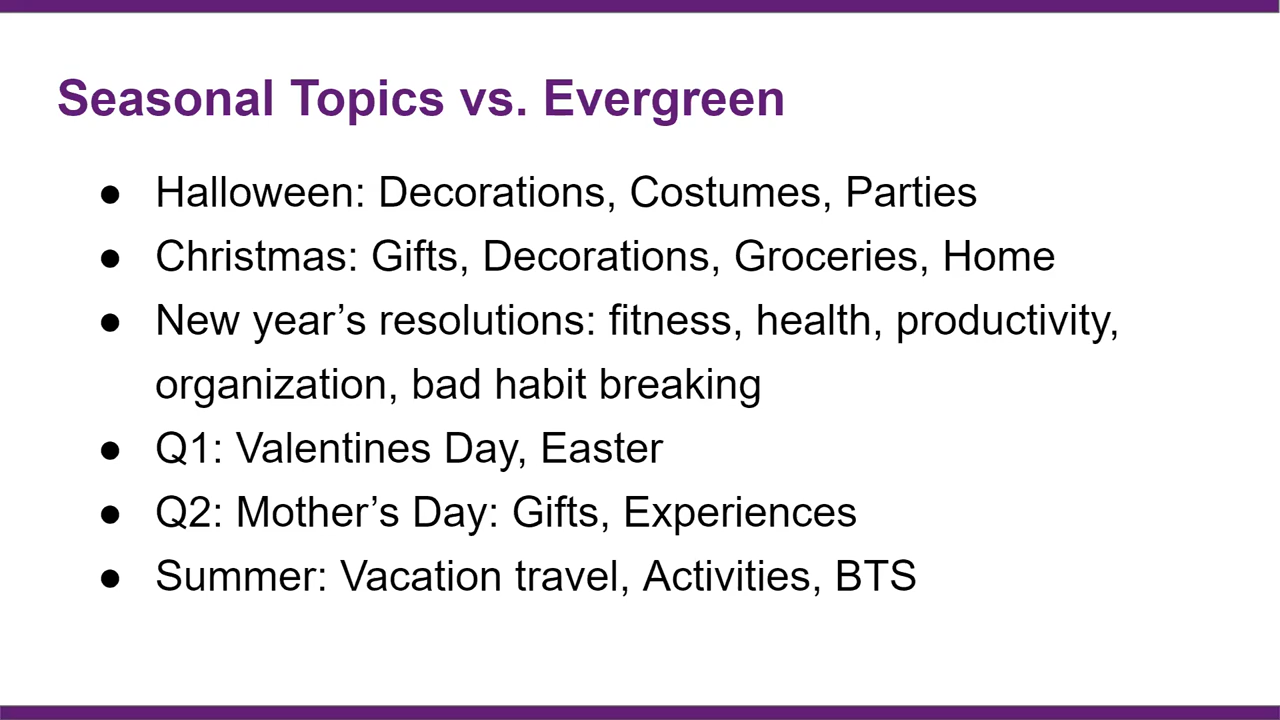 Seasonal Topics vs. Evergreen
● Halloween: Decorations, Costumes, Parties
● Christmas: Gifts, Decorations, Groceries, Home
● New year’s resolutions: fitness, health, productivity,
organization, bad habit breaking
● Q1: Valentines Day, Easter
● Q2: Mother’s Day: Gifts, Experiences
● Summer: Vacation travel, Activities, BTS